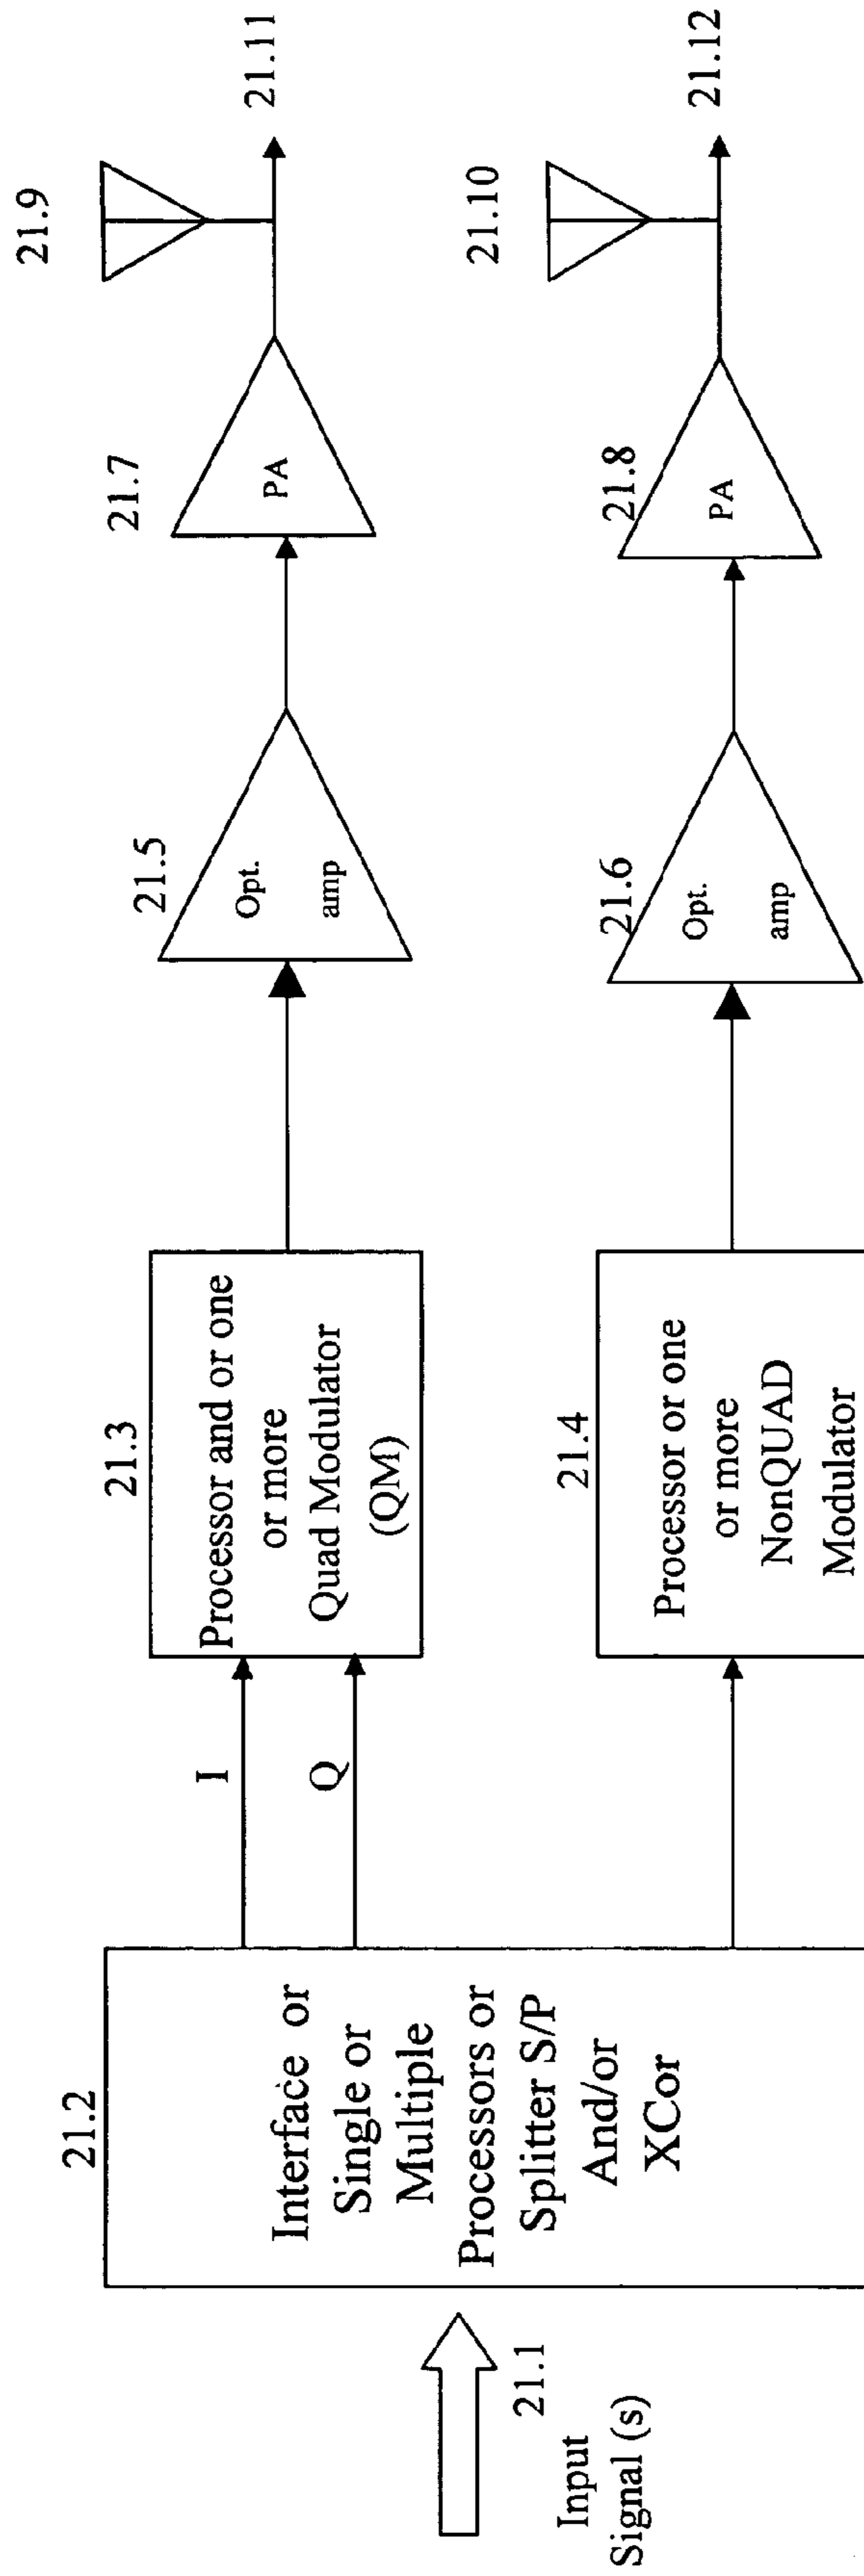 21.1
Input
Signal (s)
21.2
Interface or
Single or
Multiple
Processors or
Splitter S/P
And/or
XCor
I
Q
21.3
Processor and or one
or more
Quad Modulator
(QM)
21.5
Opt.
amp
21.7
PA
21.9
21.11
21.4
Processor or one
or more
NonQUAD
Modulator
21.6
Opt.
amp
21.8
PA
21.10
21.12